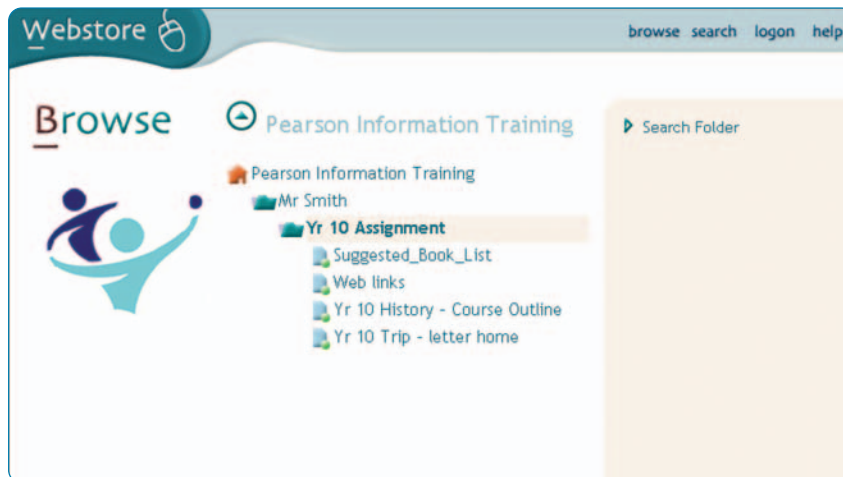 Webstore
browse search logon help
Browse
Pearson Information Training
Search Folder
Pearson Information Training
Mr Smith
Yr 10 Assignment
Suggested_Book_List
Web links
Yr 10 History - Course Outline
Yr 10 Trip - letter home